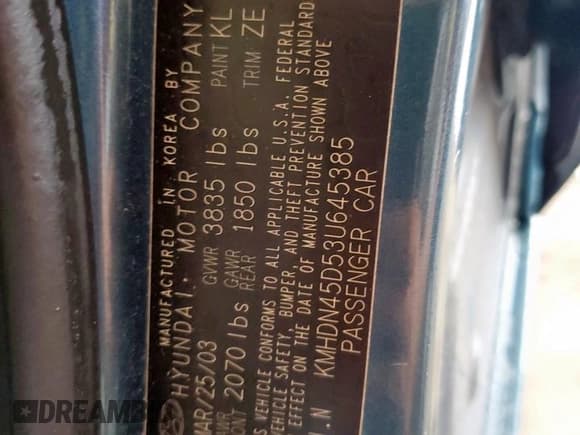 MANUFACTURED IN KOREA BY
HYUNDAI MOTOR COMPANY
MAR/25/03 GVWR 3835 lbs PAINT KL
2070 lbs GAWR REAR 1850 lbs TRIM ZE
VEHICLE CONFORMS TO ALL APPLICABLE U.S.A. FEDERAL
VEHICLE SAFETY, BUMPER, AND THEFT PREVENTION STANDARD
EFFECT ON THE DATE OF MANUFACTURE SHOWN ABOVE
I.N KMHDN45D53U645385
PASSENGER CAR
DREAMB